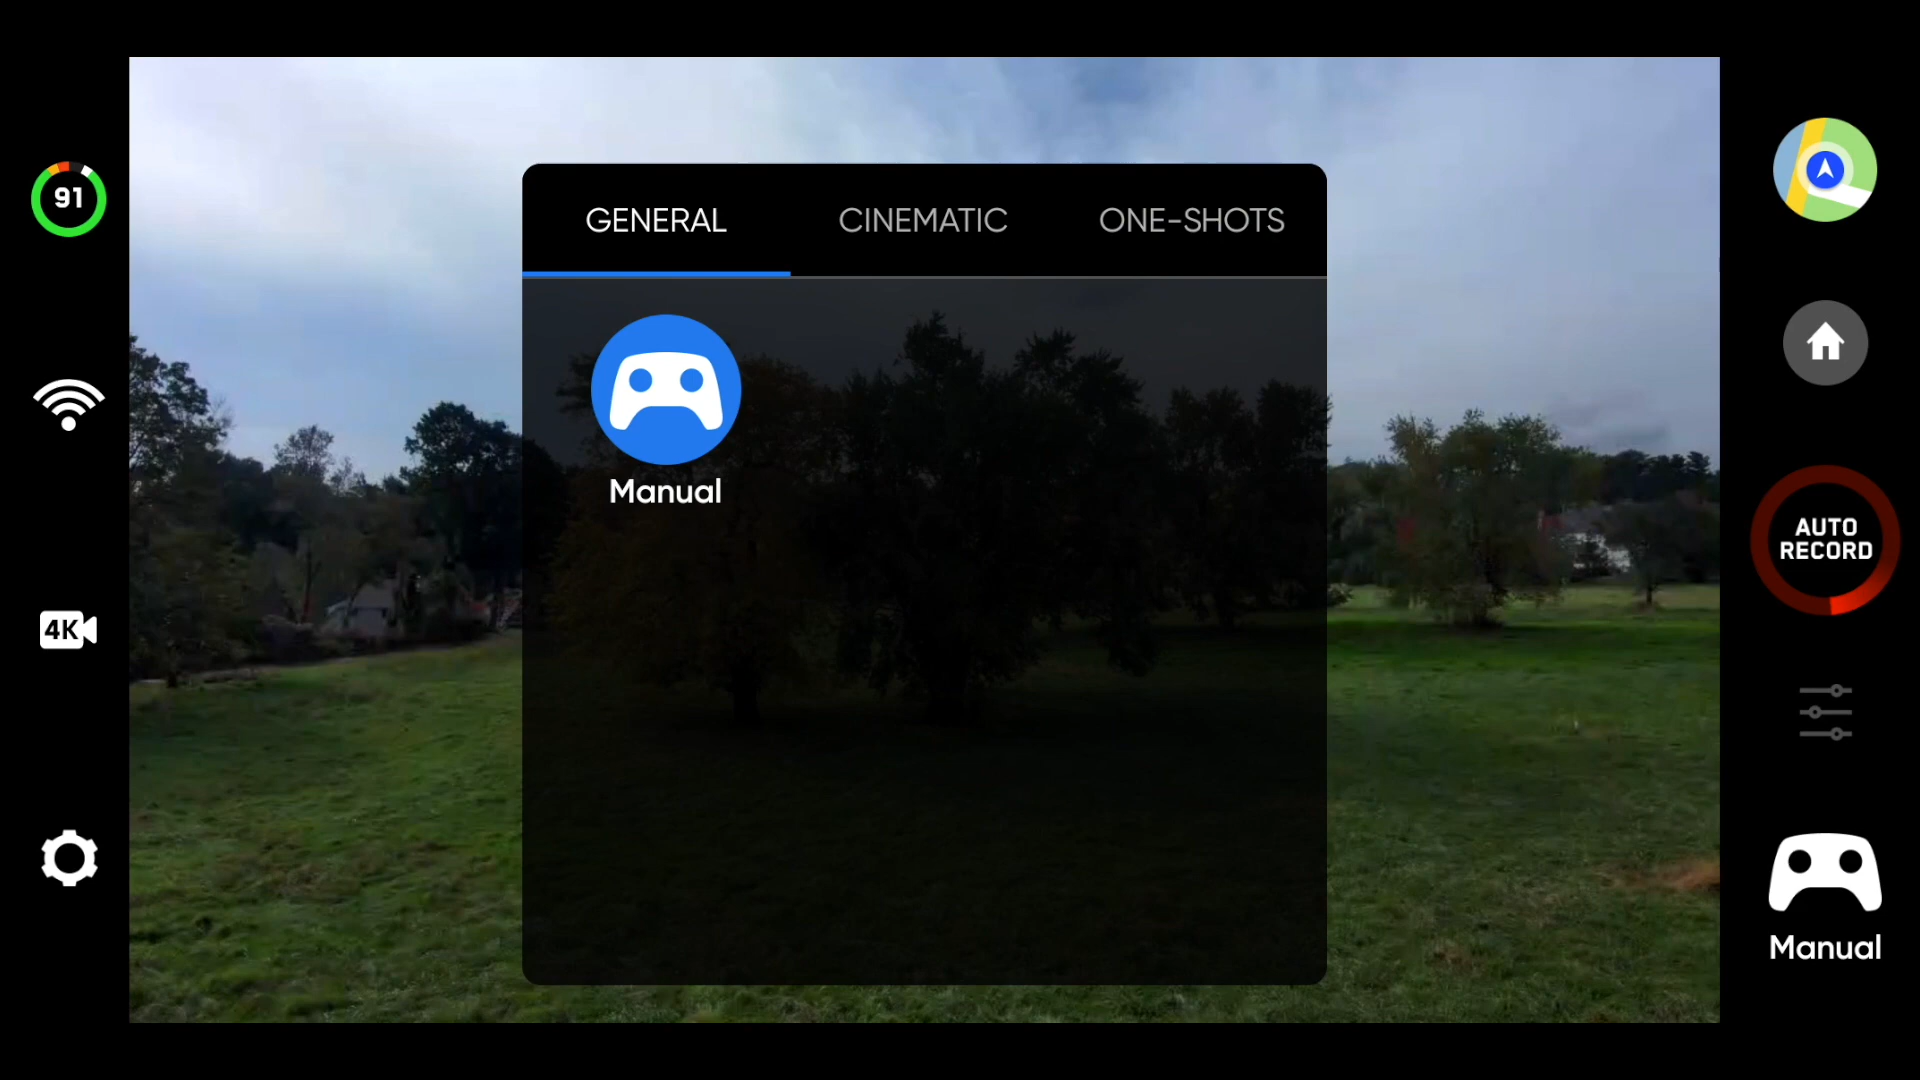 91
4K
GENERAL CINEMATIC ONE-SHOTS
Manual
AUTO
RECORD
Manual